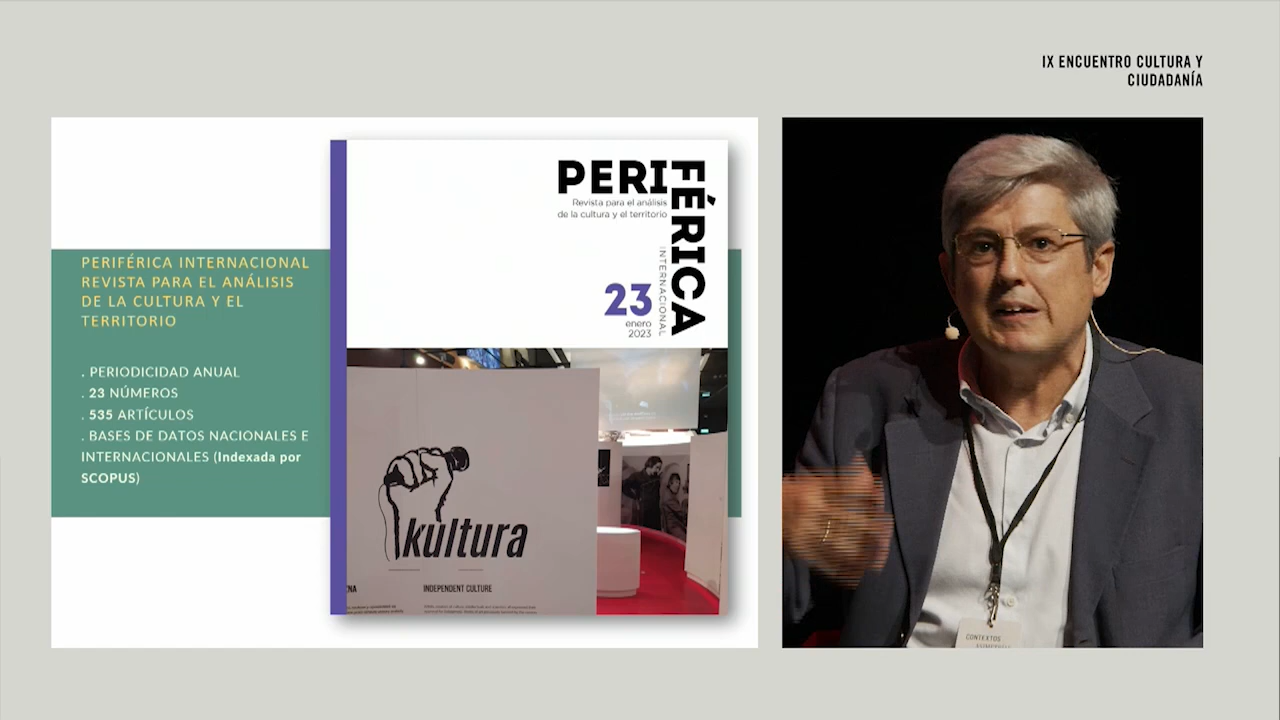 IX ENCUENTRO CULTURA Y
CIUDADANÍA
PERIFÉRICA INTERNACIONAL
REVISTA PARA EL ANÁLISIS
DE LA CULTURA Y EL
TERRITORIO
. PERIODICIDAD ANUAL
. 23 NÚMEROS
. 535 ARTÍCULOS
. BASES DE DATOS NACIONALES E
INTERNACIONALES (Indexada por
SCOPUS)
PERI
FÉRICA
Revista para el análisis
de la cultura y el territorio
INTERNACIONAL
23
enero
2023
kultura
INDEPENDENT CULTURE
CONTEXTOS